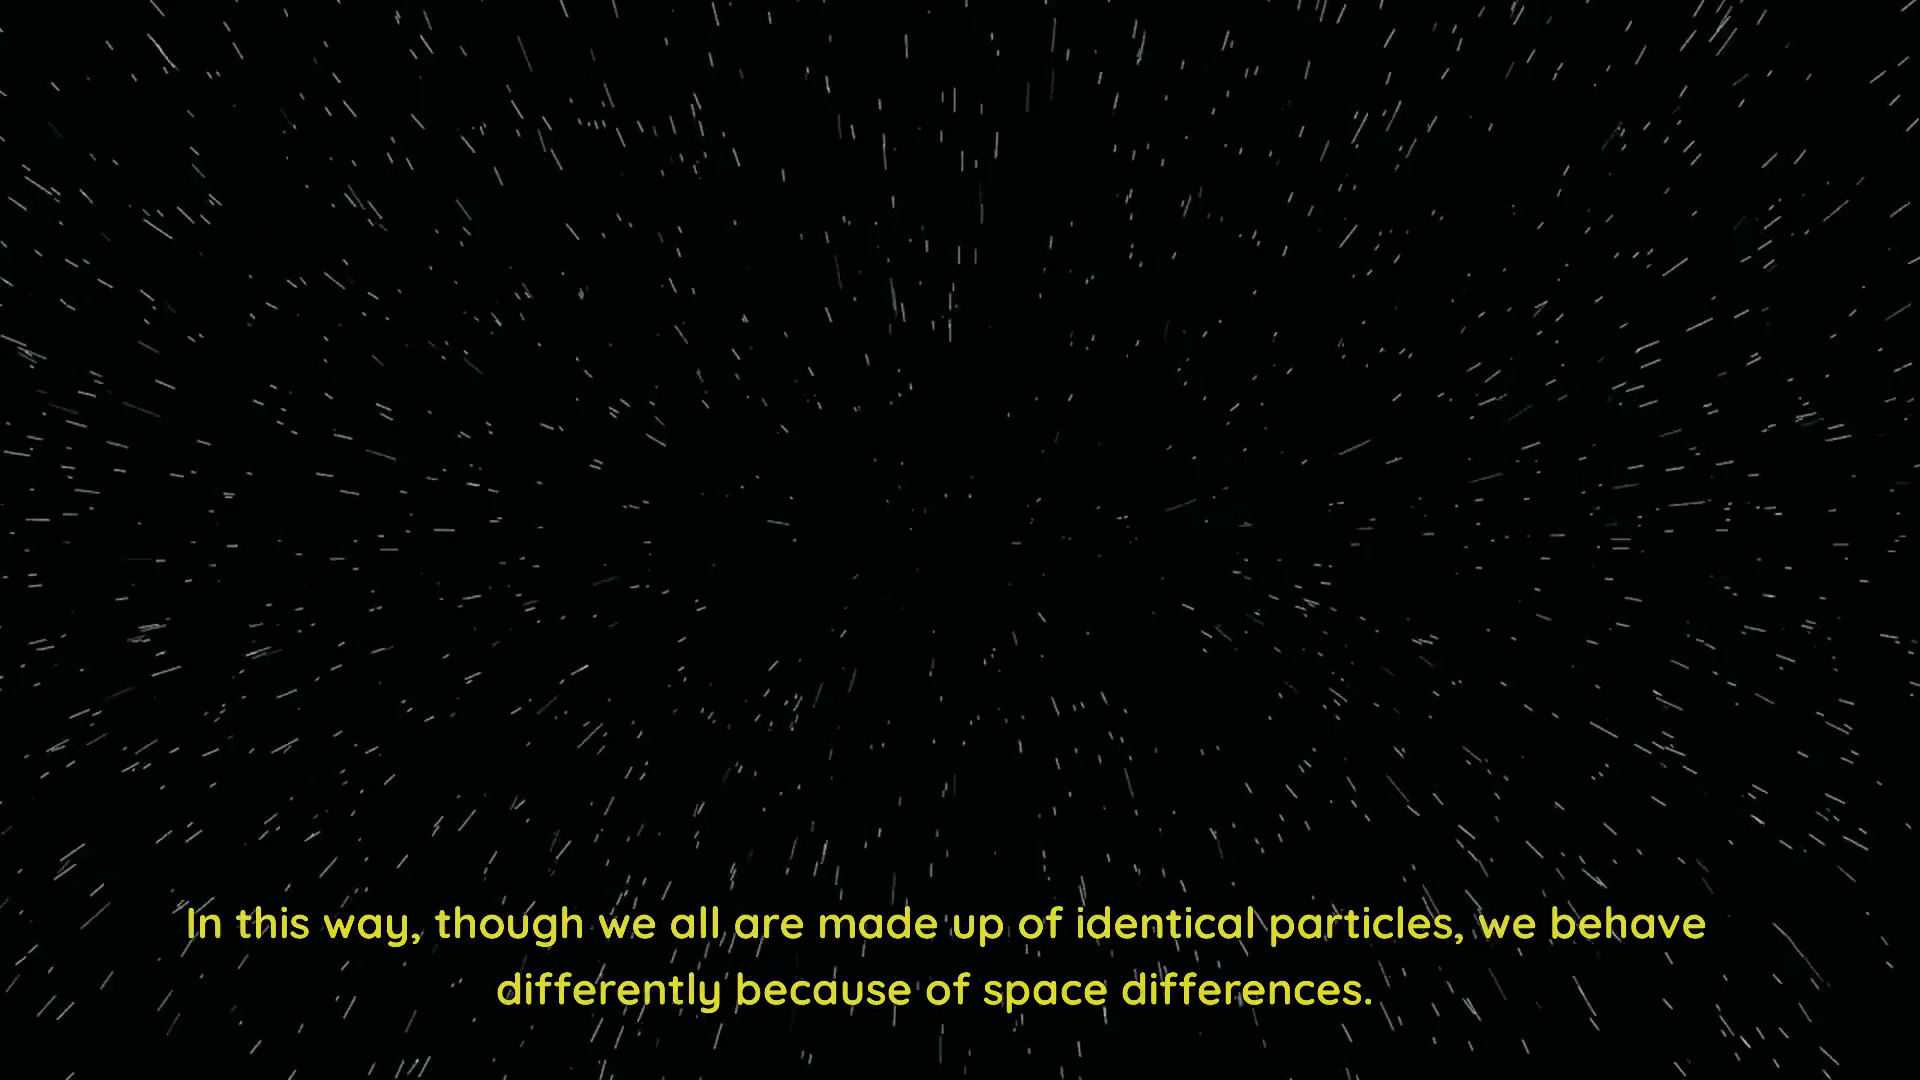 In this way, though we all are made up of identical particles, we behave
differently because of space differences.